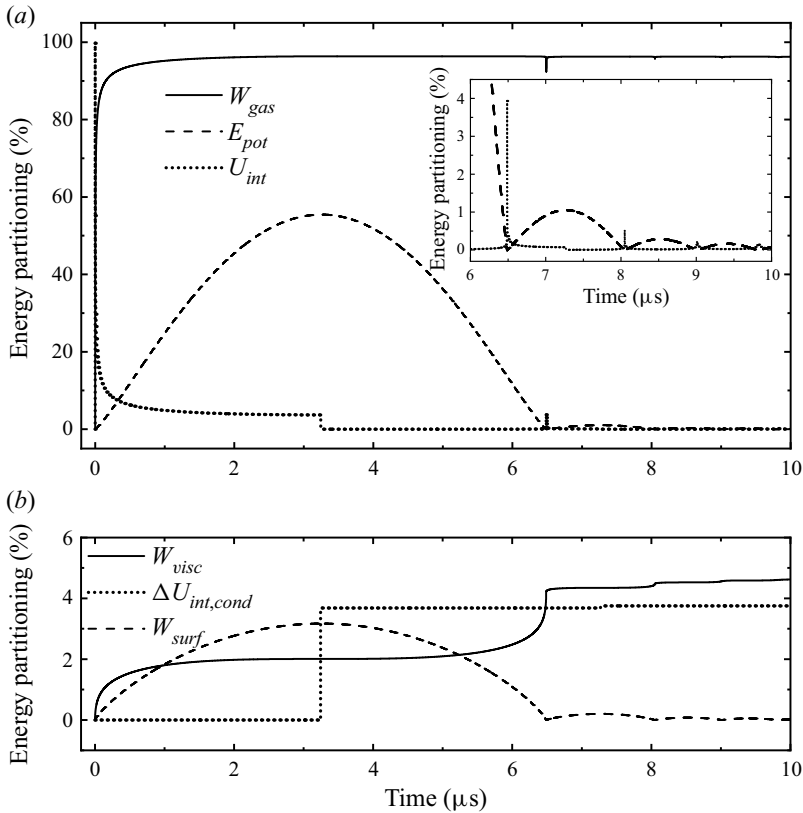 (a)
100
80
60
40
20
0
Energy partitioning (%)
W_gas
E_pot
U_int
4
3
2
1
0
Energy partitioning (%)
6 7 8 9 10
Time (μs)
0 2 4 6 8 10
(b)
6
4
2
0
Energy partitioning (%)
W_visc
ΔU_int,cond
W_surf
0 2 4 6 8 10
Time (μs)